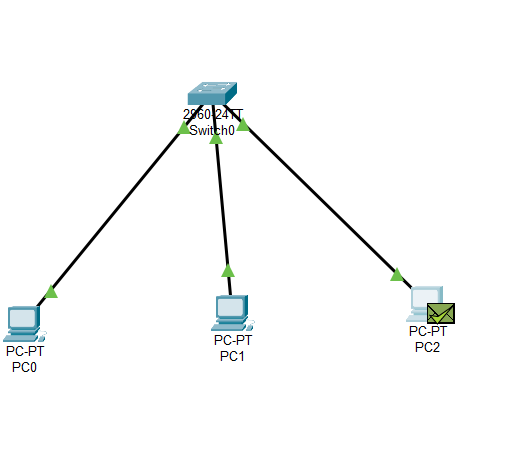 2960-24TT
Switch0
PC-PT
PC0
PC-PT
PC1
PC-PT
PC2